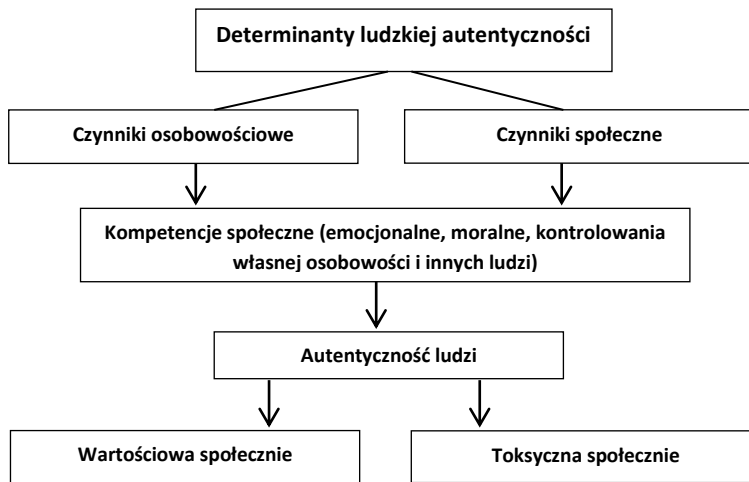 Determinanty ludzkiej autentyczności
Czynniki osobowościowe
Czynniki społeczne
Kompetencje społeczne (emocjonalne, moralne, kontrolowania
własnej osobowości i innych ludzi)
Autentyczność ludzi
Wartościowa społecznie
Toksyczna społecznie